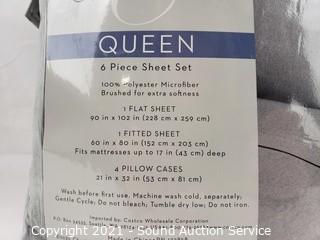 QUEEN
6 Piece Sheet Set
100% Polyester Microfiber
Brushed for extra softness
1 FLAT SHEET
90 in x 102 in (228 cm x 259 cm)
1 FITTED SHEET
60 in x 80 in (152 cm x 203 cm)
Fits mattresses up to 17 in (43 cm) deep
4 PILLOW CASES
21 in x 32 in (53 cm x 81 cm)
Wash before first use. Machine wash cold, separately;
Gentle Cycle; Do not bleach; Tumble dry low; Do not iron.
Imported by: Costco Wholesale Corporation
P.O. Box 34535, Seattle,
Copyright 2021 - Sound Auction Service